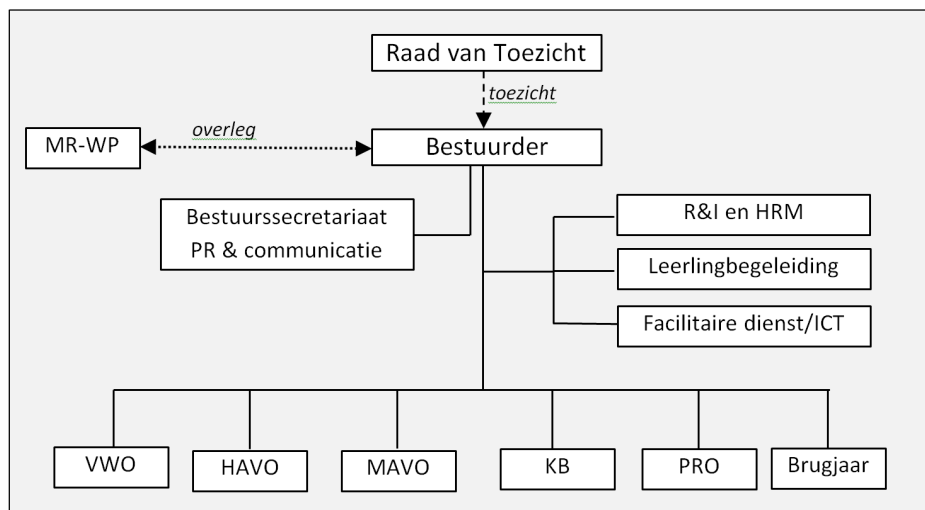 Raad van Toezicht
toezicht
overleg
MR-WP
Bestuurder
Bestuurssecretariaat
PR & communicatie
R&I en HRM
Leerlingbegeleiding
Facilitaire dienst/ICT
VWO
HAVO
MAVO
KB
PRO
Brugjaar